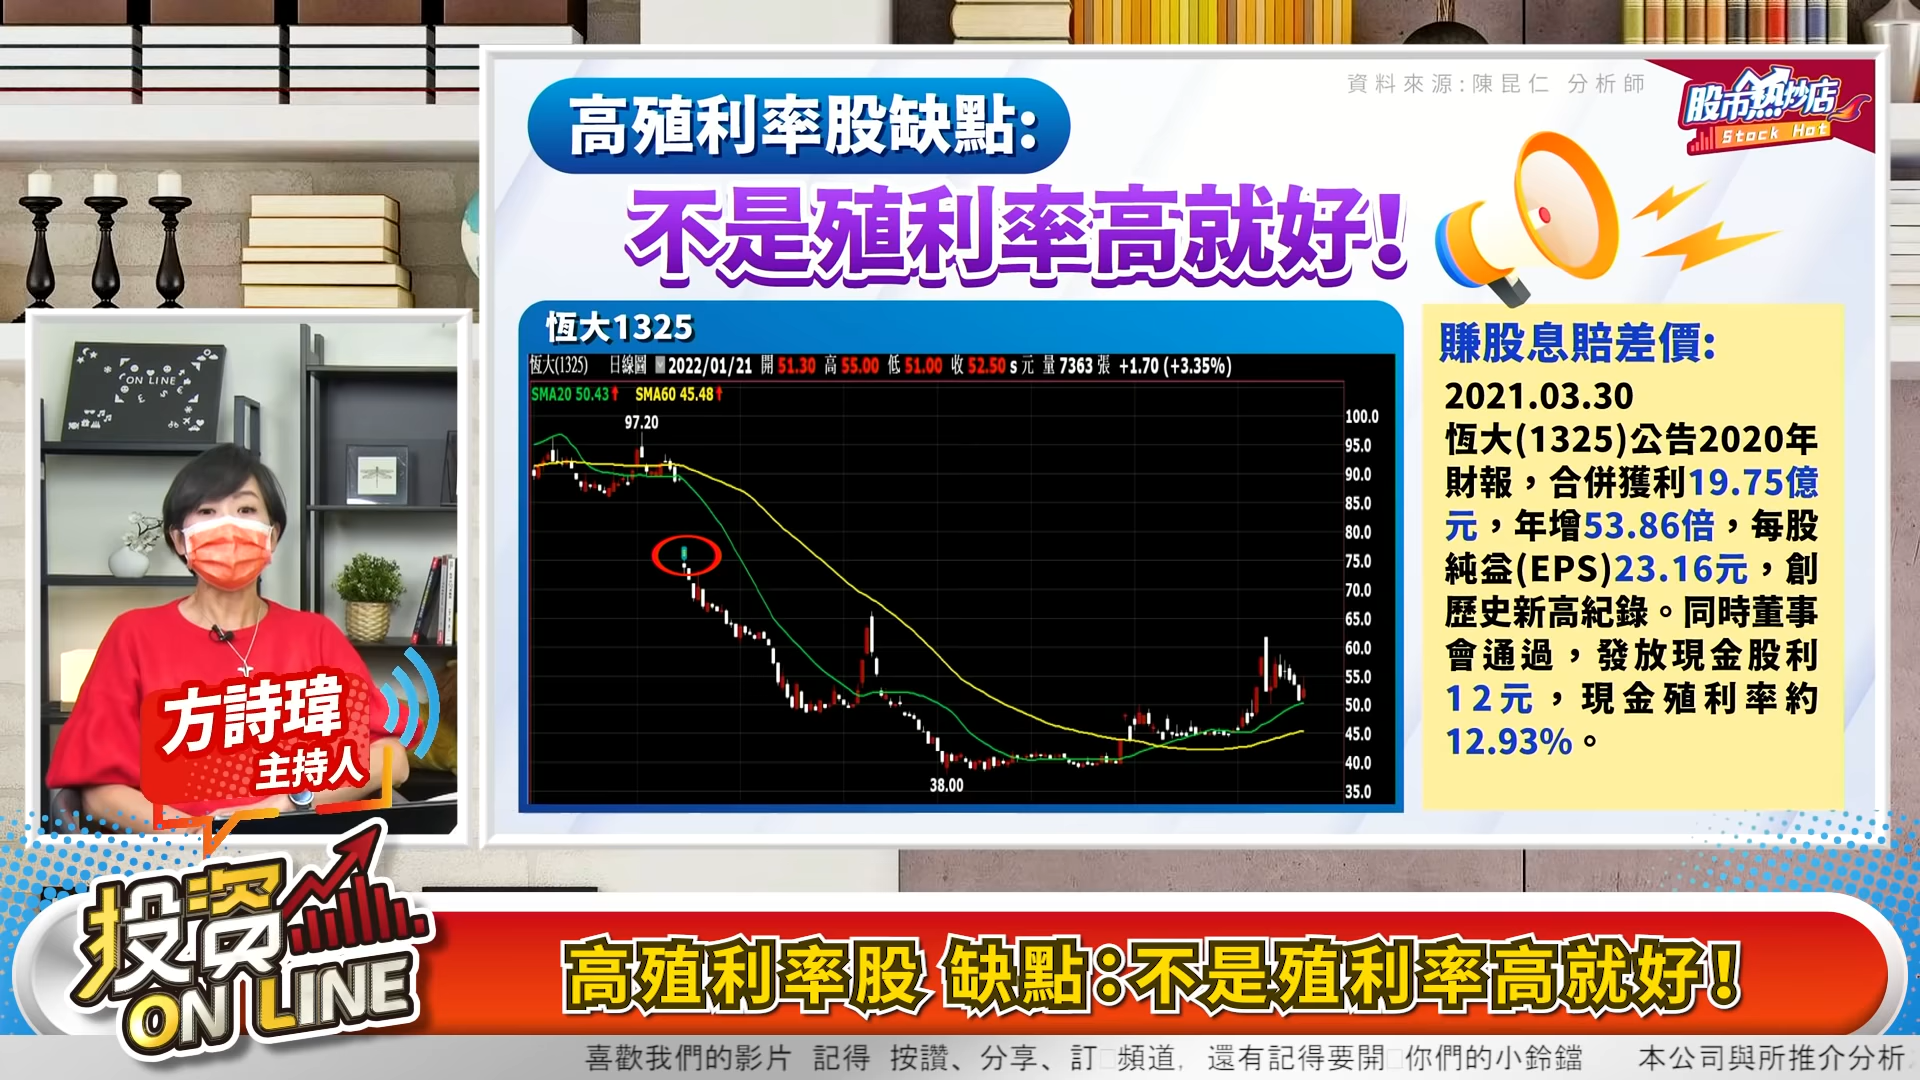 資料來源:陳昆仁 分析師
股市熱炒店
Stock Hot
高殖利率股缺點:
不是殖利率高就好!
恆大1325
恆大(1325) 日線圖 2022/01/21 開 51.30 高 55.00 低 51.00 收 52.50 s 元 量 7363 張 +1.70 (+3.35%)
SMA20 50.43↑ SMA60 45.48↑
97.20
100.0
95.0
90.0
85.0
80.0
75.0
70.0
65.0
60.0
55.0
50.0
45.0
40.0
35.0
38.00
賺股息賠差價:
2021.03.30
恆大(1325)公告2020年
財報，合併獲利19.75億
元，年增53.86倍，每股
純益(EPS)23.16元，創
歷史新高紀錄。同時董事
會通過，發放現金股利
12元，現金殖利率約
12.93%。
ON LINE
方詩瑋
主持人
投資
ON LINE
高殖利率股 缺點:不是殖利率高就好!
喜歡我們的影片 記得 按讚、分享、訂□頻道，還有記得要開□你們的小鈴鐺 本公司與所推介分析